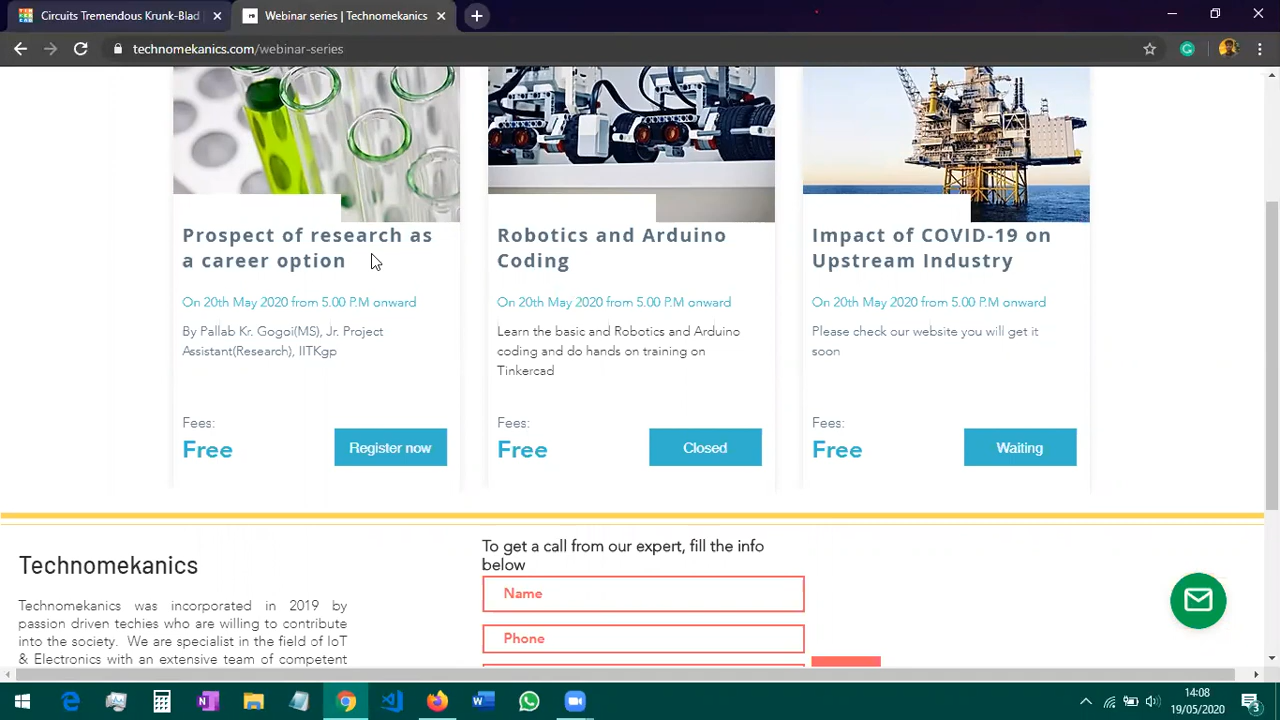 Circuits Tremendous Krunk-Blad
Webinar series | Technomekanics
technomekanics.com/webinar-series
Prospect of research as
a career option
On 20th May 2020 from 5.00 P.M onward
By Pallab Kr. Gogoi(MS), Jr. Project
Assistant(Research), IITKgp
Fees:
Free
Register now
Robotics and Arduino
Coding
On 20th May 2020 from 5.00 P.M onward
Learn the basic and Robotics and Arduino
coding and do hands on training on
Tinkercad
Fees:
Free
Closed
Impact of COVID-19 on
Upstream Industry
On 20th May 2020 from 5.00 P.M onward
Please check our website you will get it
soon
Fees:
Free
Waiting
Technomekanics
Technomekanics was incorporated in 2019 by
passion driven techies who are willing to contribute
into the society. We are specialist in the field of IoT
& Electronics with an extensive team of competent
To get a call from our expert, fill the info
below
Name
Phone
14:08
19/05/2020
3